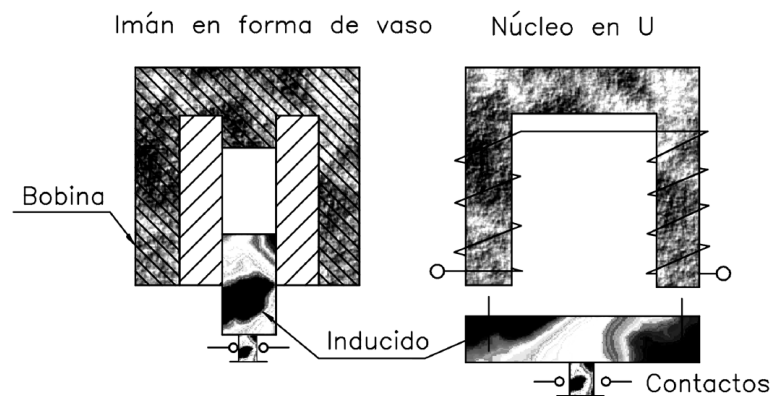 Imán en forma de vaso
Núcleo en U
Bobina
Inducido
Contactos